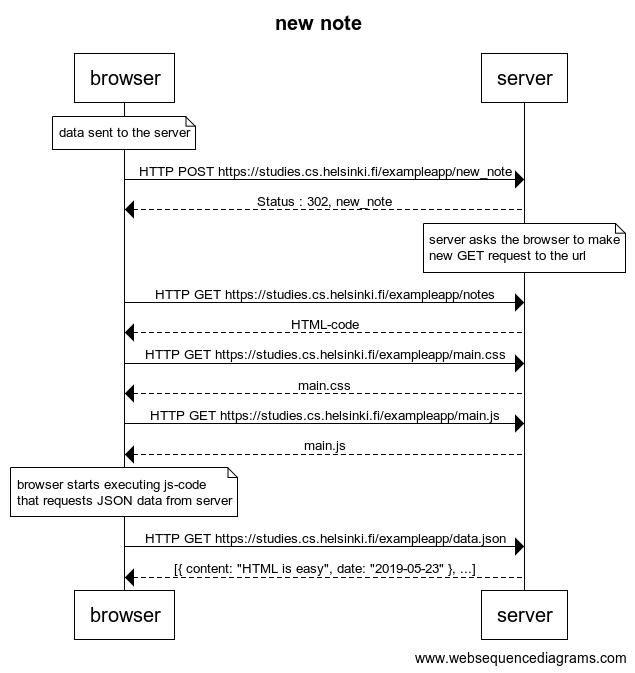 new note
browser
server
data sent to the server
HTTP POST https://studies.cs.helsinki.fi/exampleapp/new_note
Status : 302, new_note
server asks the browser to make
new GET request to the url
HTTP GET https://studies.cs.helsinki.fi/exampleapp/notes
HTML-code
HTTP GET https://studies.cs.helsinki.fi/exampleapp/main.css
main.css
HTTP GET https://studies.cs.helsinki.fi/exampleapp/main.js
main.js
browser starts executing js-code
that requests JSON data from server
HTTP GET https://studies.cs.helsinki.fi/exampleapp/data.json
[{ content: "HTML is easy", date: "2019-05-23" }, ...]
browser
server
www.websequencediagrams.com